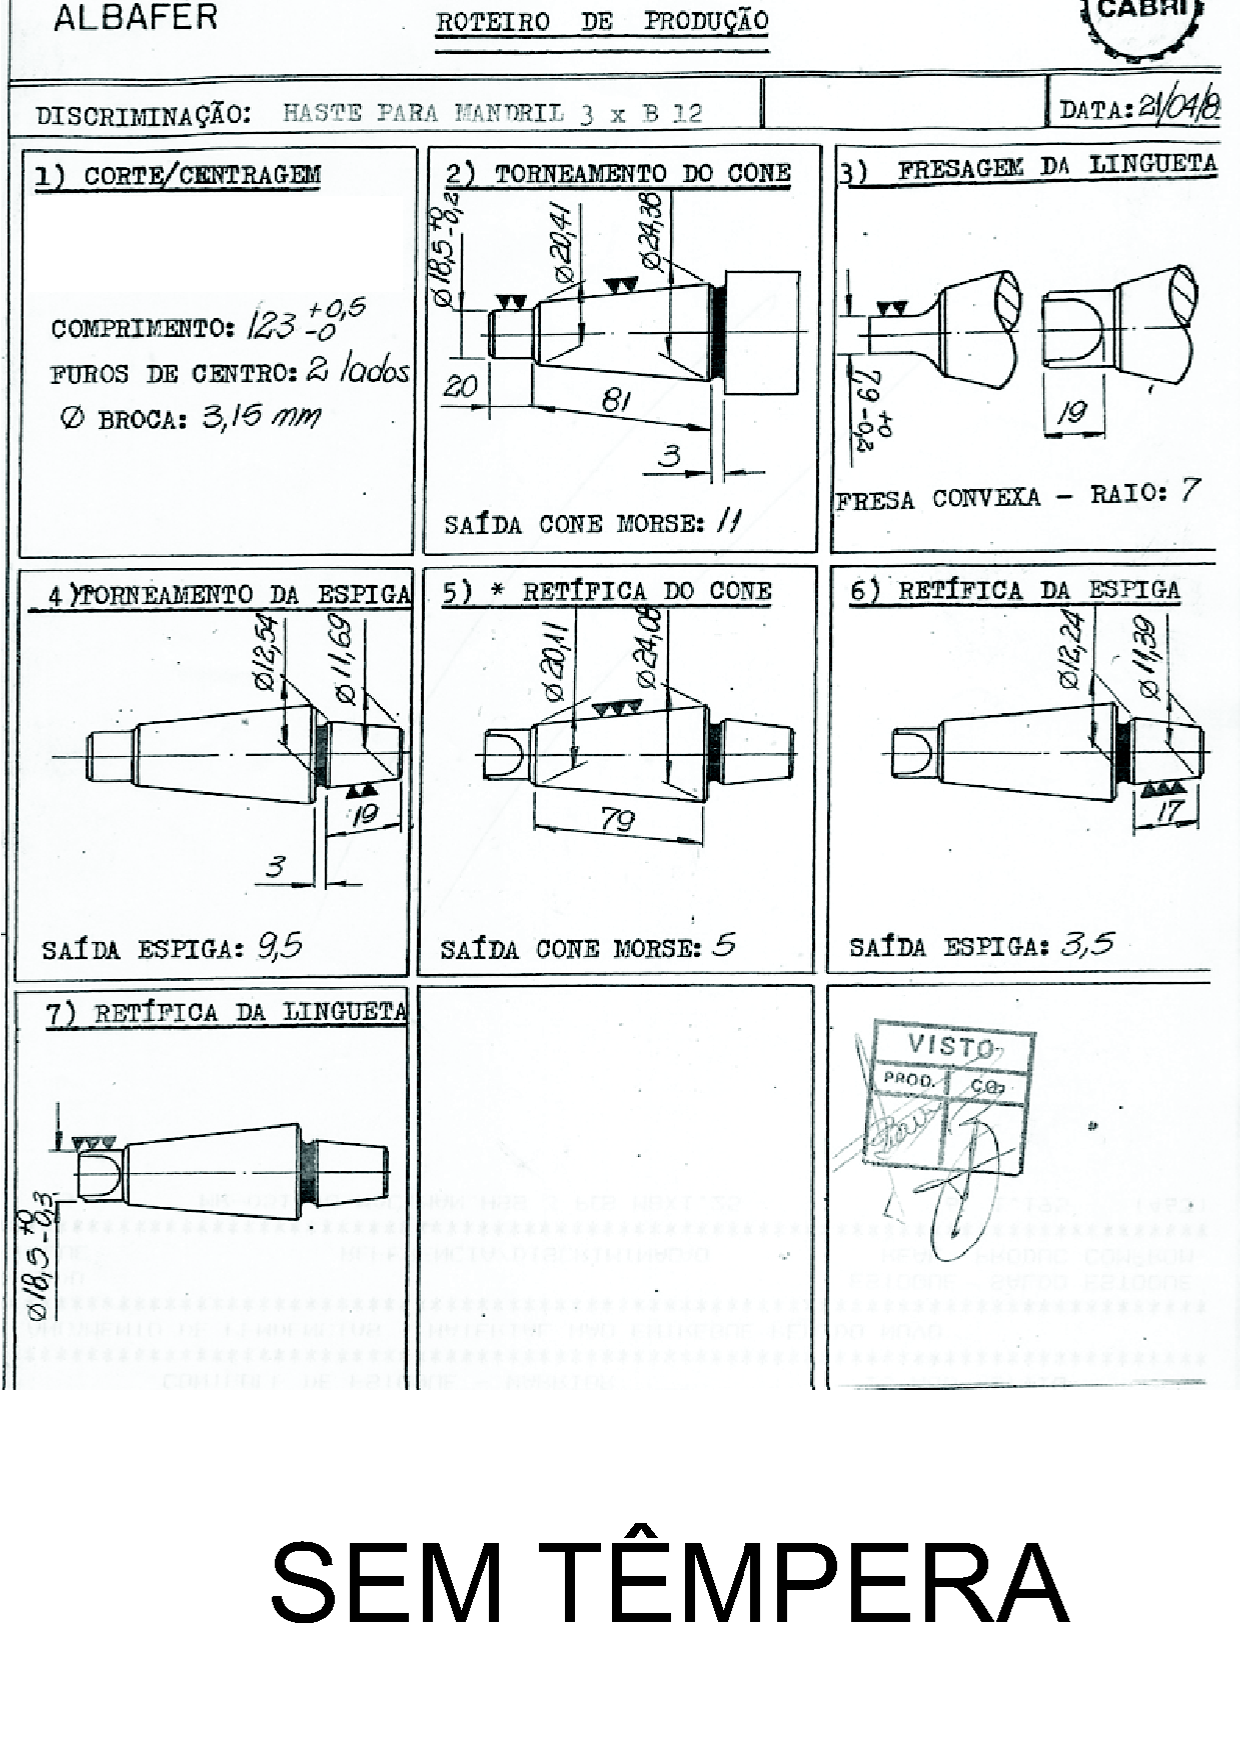 ALBAFER
ROTEIRO DE PRODUÇÃO
CABRI
DISCRIMINAÇÃO: HASTE PARA MANDRIL 3 x B 12
DATA: 21/04/8
1) CORTE/CENTRAGEM
COMPRIMENTO: 123 +0,5 -0
FUROS DE CENTRO: 2 lados
Ø BROCA: 3,15 mm
2) TORNEAMENTO DO CONE
Ø18,5 +0 -0,2
Ø20,41
Ø24,38
20
81
3
SAÍDA CONE MORSE: 11
3) FRESAGEM DA LINGUETA
7,9 +0 -0,2
19
FRESA CONVEXA - RAIO: 7
4) TORNEAMENTO DA ESPIGA
Ø12,54
Ø11,69
19
3
SAÍDA ESPIGA: 9,5
5) * RETÍFICA DO CONE
Ø20,11
Ø24,08
79
SAÍDA CONE MORSE: 5
6) RETÍFICA DA ESPIGA
Ø12,24
Ø11,39
17
SAÍDA ESPIGA: 3,5
7) RETÍFICA DA LINGUETA
Ø18,5 +0 -0,3
VISTO
PROD. C.Q.
SEM TÊMPERA